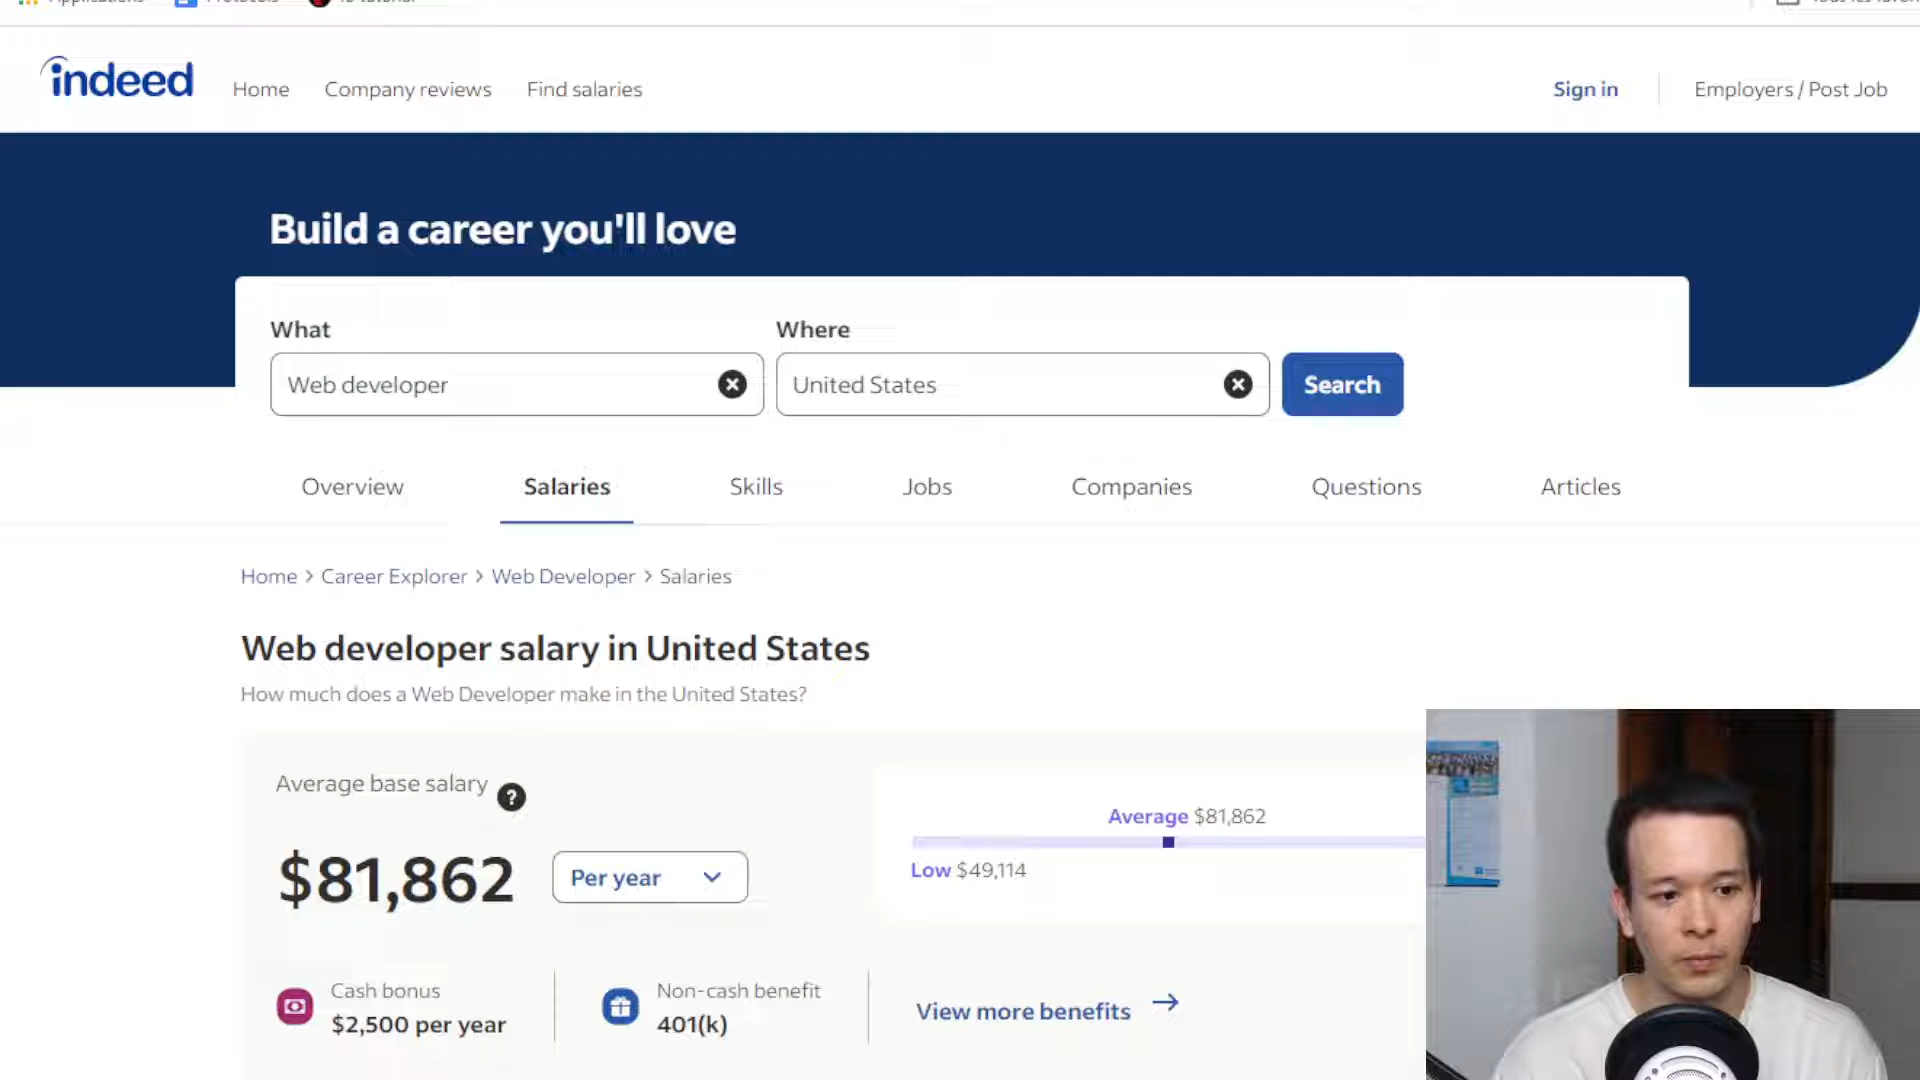 indeed
Home
Company reviews
Find salaries
Sign in
Employers / Post Job
Build a career you'll love
What
Where
Web developer
United States
Search
Overview
Salaries
Skills
Jobs
Companies
Questions
Articles
Home > Career Explorer > Web Developer > Salaries
Web developer salary in United States
How much does a Web Developer make in the United States?
Average base salary ?
$81,862
Per year
Average $81,862
Low $49,114
Cash bonus
$2,500 per year
Non-cash benefit
401(k)
View more benefits →